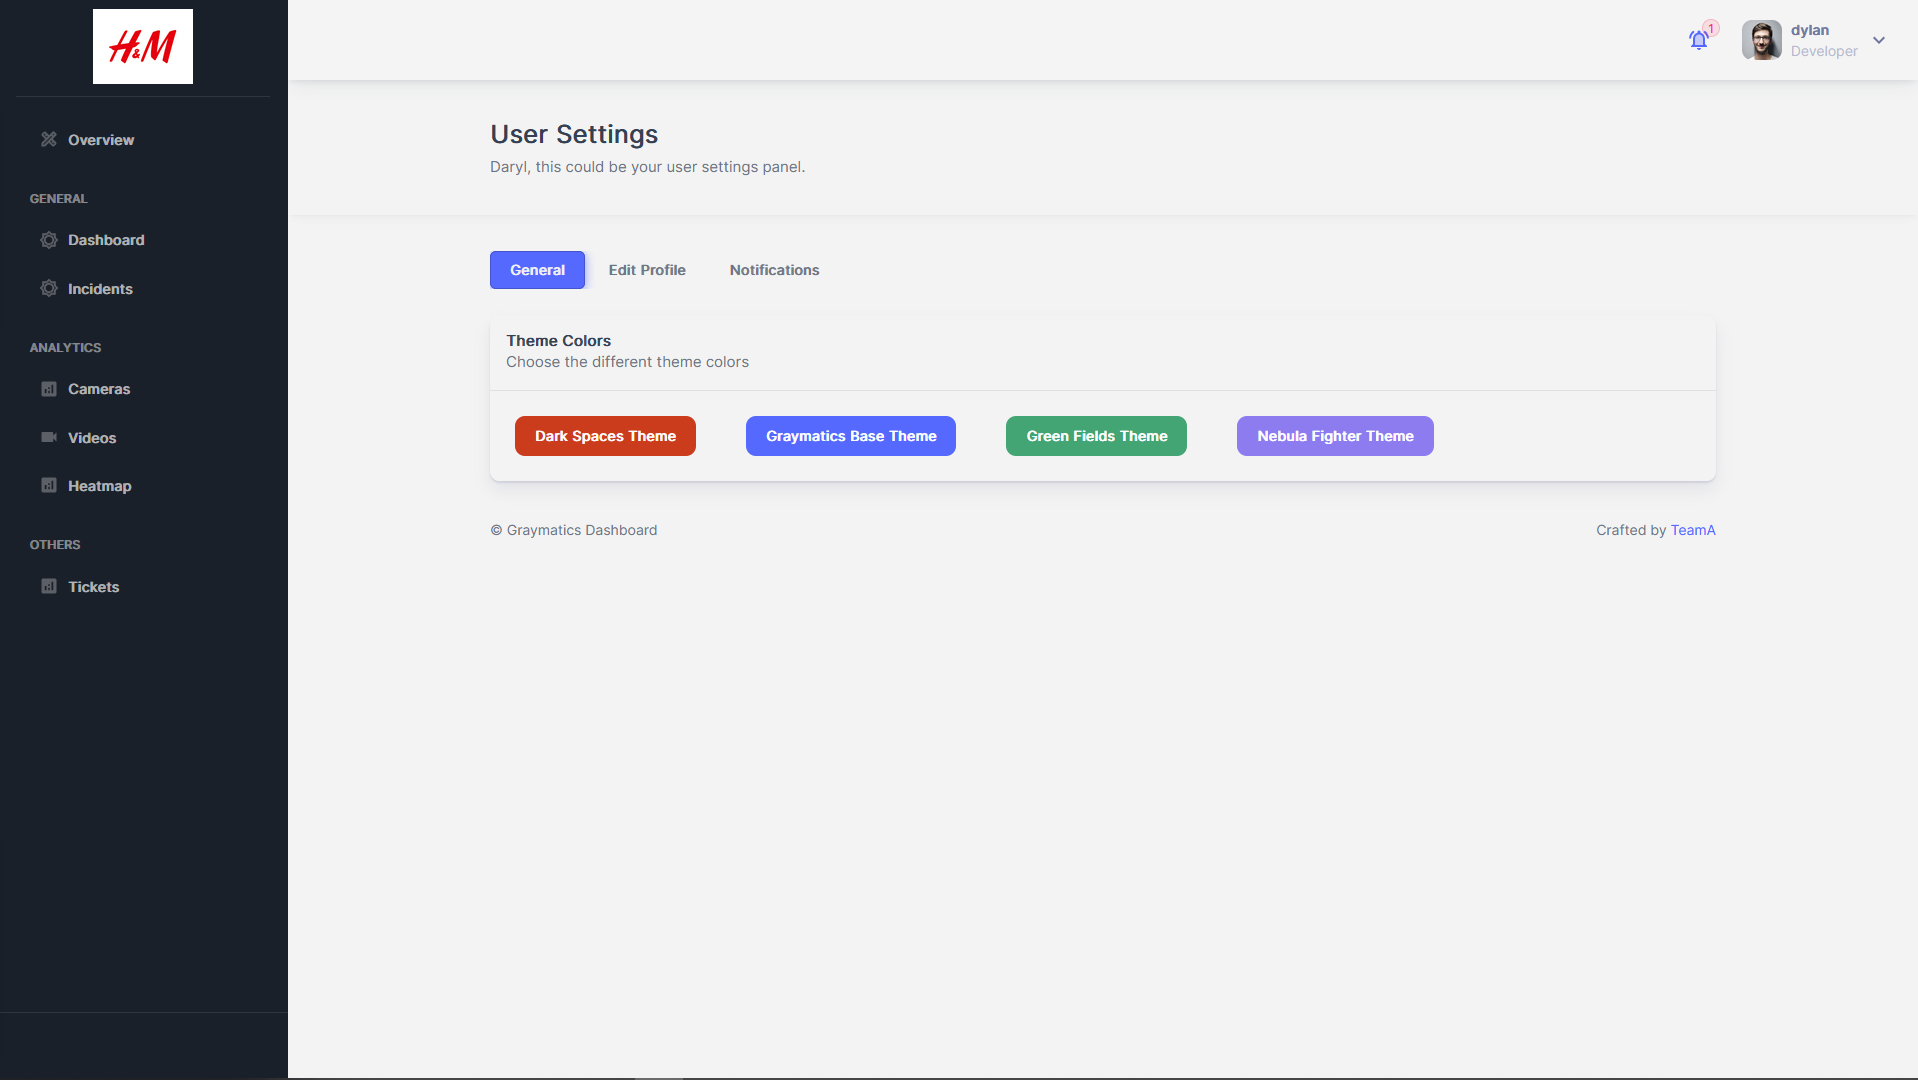 H&M
Overview
GENERAL
Dashboard
Incidents
ANALYTICS
Cameras
Videos
Heatmap
OTHERS
Tickets
1
dylan
Developer
User Settings
Daryl, this could be your user settings panel.
General Edit Profile Notifications
Theme Colors
Choose the different theme colors
Dark Spaces Theme Graymatics Base Theme Green Fields Theme Nebula Fighter Theme
© Graymatics Dashboard Crafted by TeamA